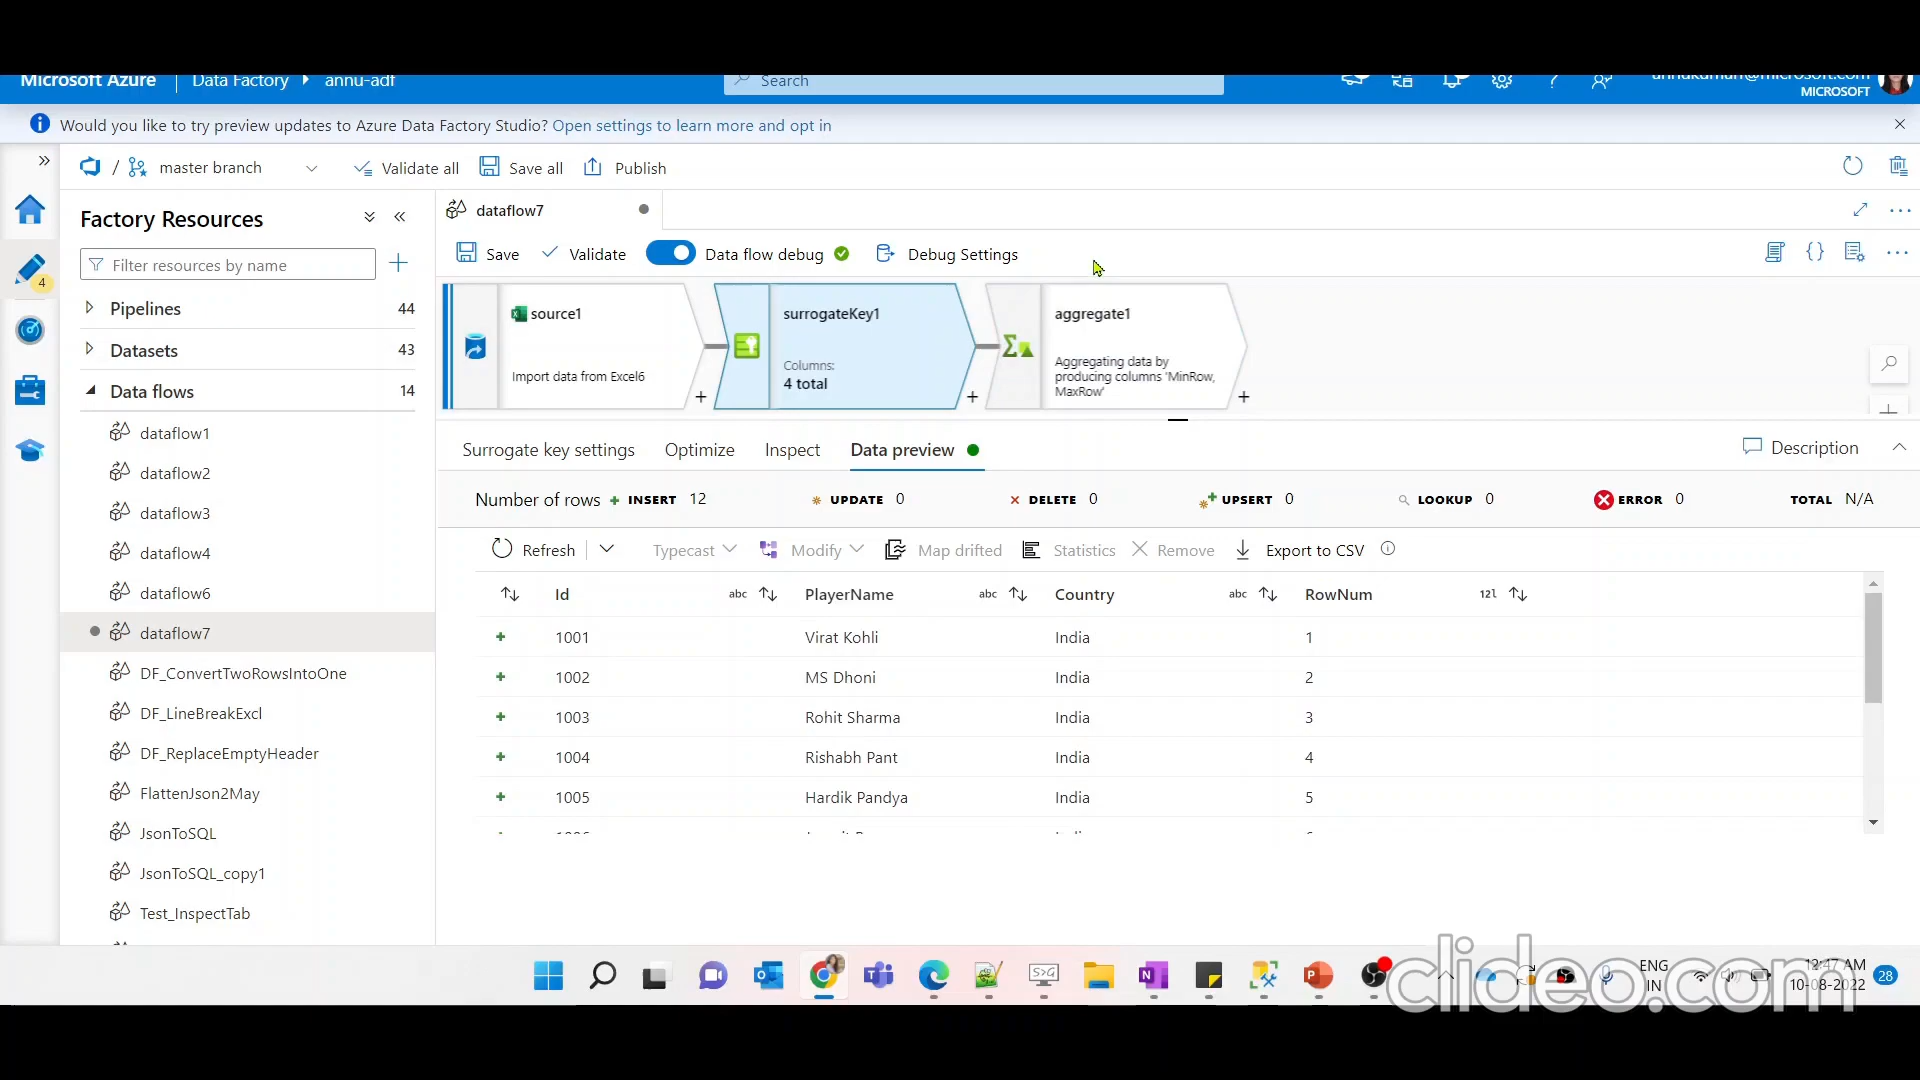 Microsoft Azure
Data Factory
annu-adf
Search
MICROSOFT
Would you like to try preview updates to Azure Data Factory Studio? Open settings to learn more and opt in
/ master branch
Validate all
Save all
Publish
Factory Resources
dataflow7
Filter resources by name
Save
Validate
Data flow debug
Debug Settings
4
Pipelines 44
Datasets 43
Data flows 14
dataflow1
dataflow2
dataflow3
dataflow4
dataflow6
dataflow7
DF_ConvertTwoRowsIntoOne
DF_LineBreakExcl
DF_ReplaceEmptyHeader
FlattenJson2May
JsonToSQL
JsonToSQL_copy1
Test_InspectTab
source1
Import data from Excel6
surrogateKey1
Columns:
4 total
aggregate1
Aggregating data by
producing columns 'MinRow,
MaxRow'
Surrogate key settings
Optimize
Inspect
Data preview
Description
Number of rows + INSERT 12
UPDATE 0
DELETE 0
UPSERT 0
LOOKUP 0
ERROR 0
TOTAL N/A
Refresh
Typecast
Modify
Map drifted
Statistics
Remove
Export to CSV
Id abc PlayerName abc Country abc RowNum 12l
1001 Virat Kohli India 1
1002 MS Dhoni India 2
1003 Rohit Sharma India 3
1004 Rishabh Pant India 4
1005 Hardik Pandya India 5
ENG
IN
12:47 AM
10-08-2022
28
clideo.com